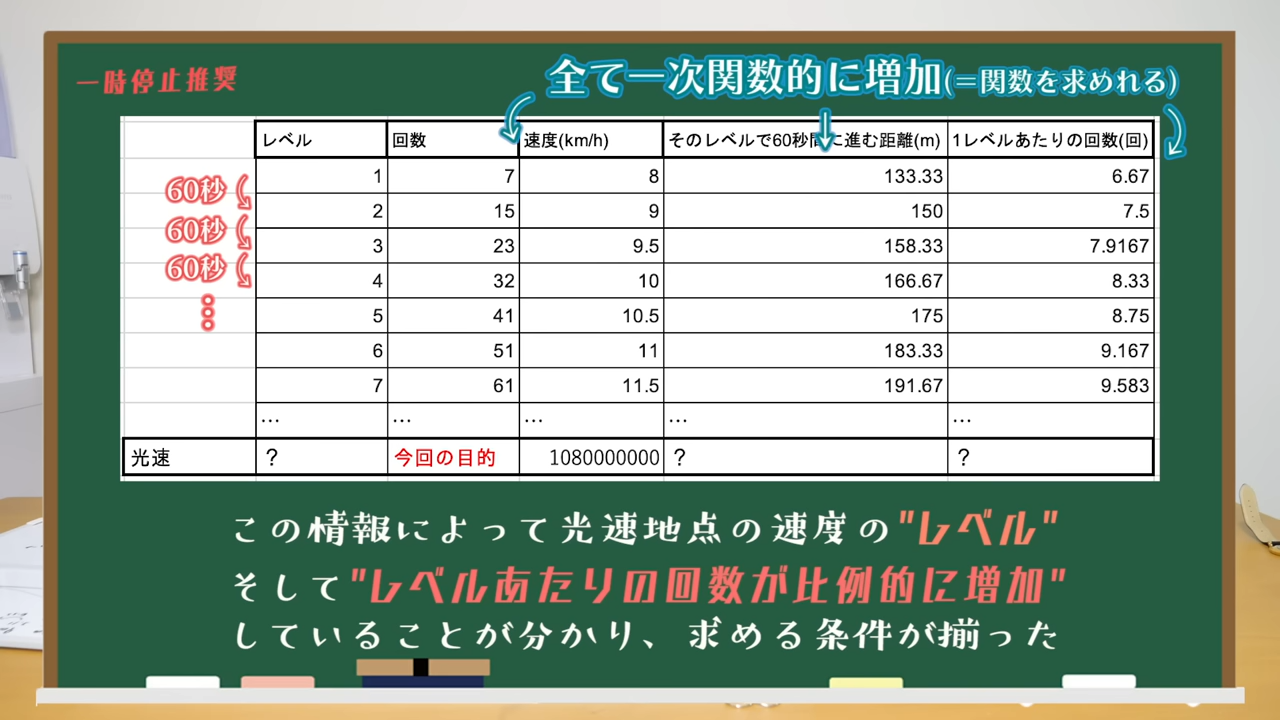 一時停止推奨
全て一次関数的に増加(=関数を求めれる)
レベル 回数 速度(km/h) そのレベルで60秒間に進む距離(m) 1レベルあたりの回数(回)
1 7 8 133.33 6.67
60秒
2 15 9 150 7.5
60秒
3 23 9.5 158.33 7.9167
60秒
4 32 10 166.67 8.33
5 41 10.5 175 8.75
6 51 11 183.33 9.167
7 61 11.5 191.67 9.583
… … … … …
光速 ? 今回の目的 1080000000 ? ?
この情報によって光速地点の速度の"レベル"
そして"レベルあたりの回数が比例的に増加"
していることが分かり、求める条件が揃った